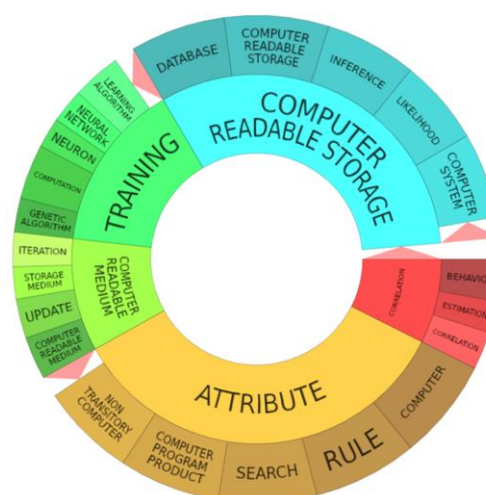 DATABASE
COMPUTER
READABLE
STORAGE
INFERENCE
LIKELIHOOD
COMPUTER
SYSTEM
COMPUTER
READABLE STORAGE
LEARNING
ALGORITHM
NEURAL
NETWORK
NEURON
COMPUTATION
GENETIC
ALGORITHM
TRAINING
ITERATION
STORAGE
MEDIUM
UPDATE
COMPUTER
READABLE MEDIUM
COMPUTER
READABLE
MEDIUM
CORRELATION
BEHAVIO
ESTIMATION
CORRELATION
ATTRIBUTE
NON
TRANSITORY
COMPUTER
COMPUTER
PROGRAM
PRODUCT
SEARCH
RULE
COMPUTER